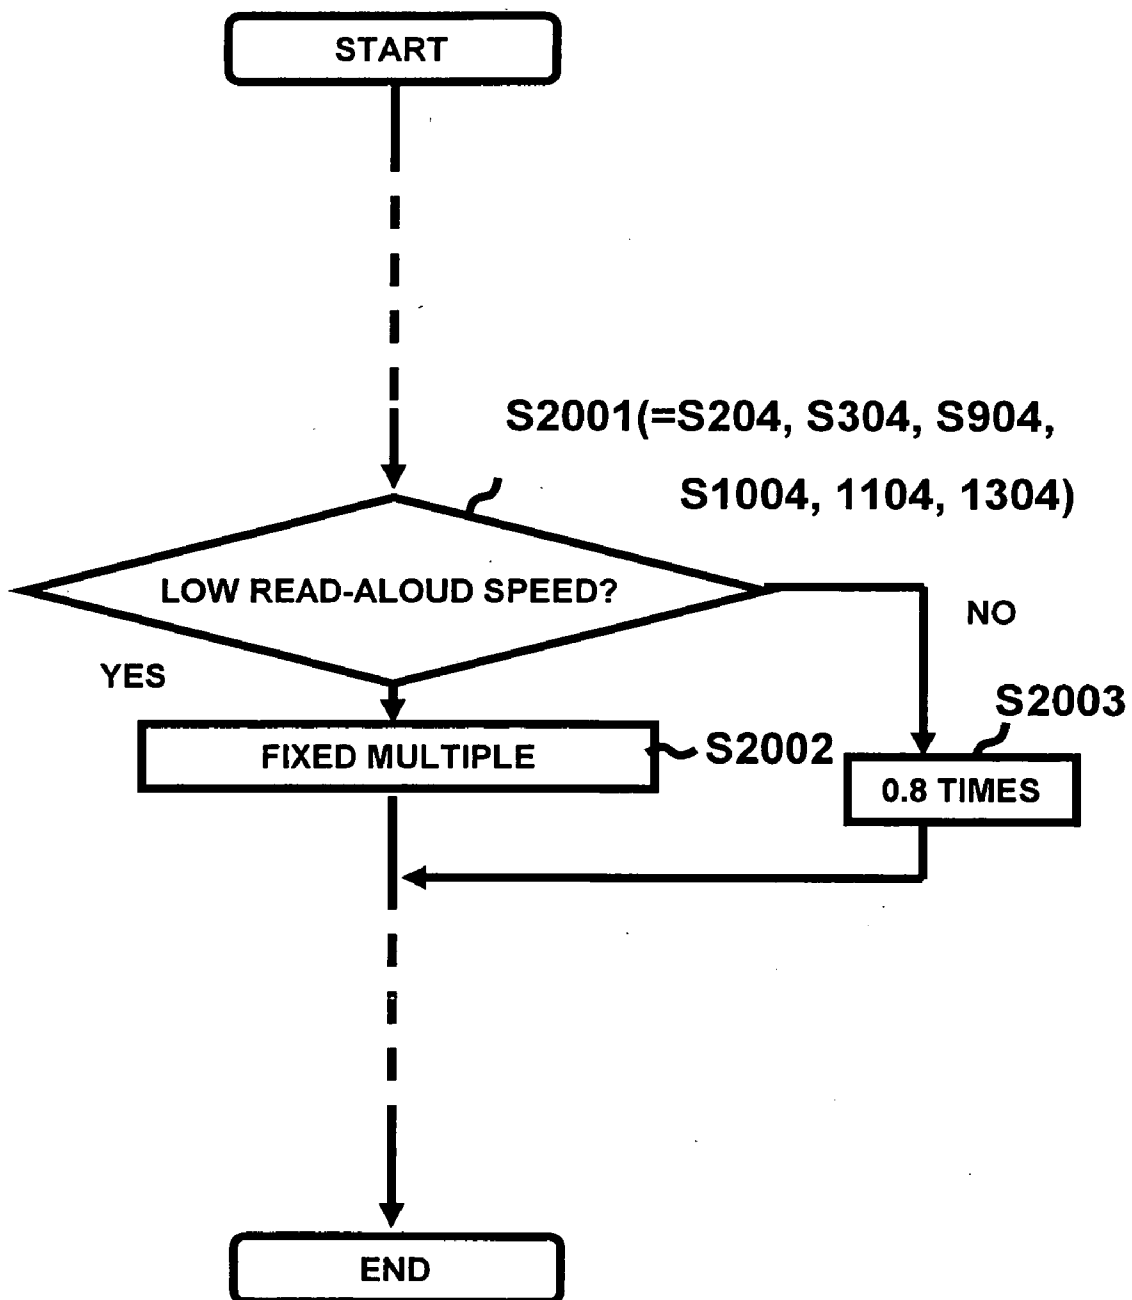 START
S2001(=S204, S304, S904,
S1004, 1104, 1304)
LOW READ-ALOUD SPEED?
NO
YES
S2003
FIXED MULTIPLE
S2002
0.8 TIMES
END